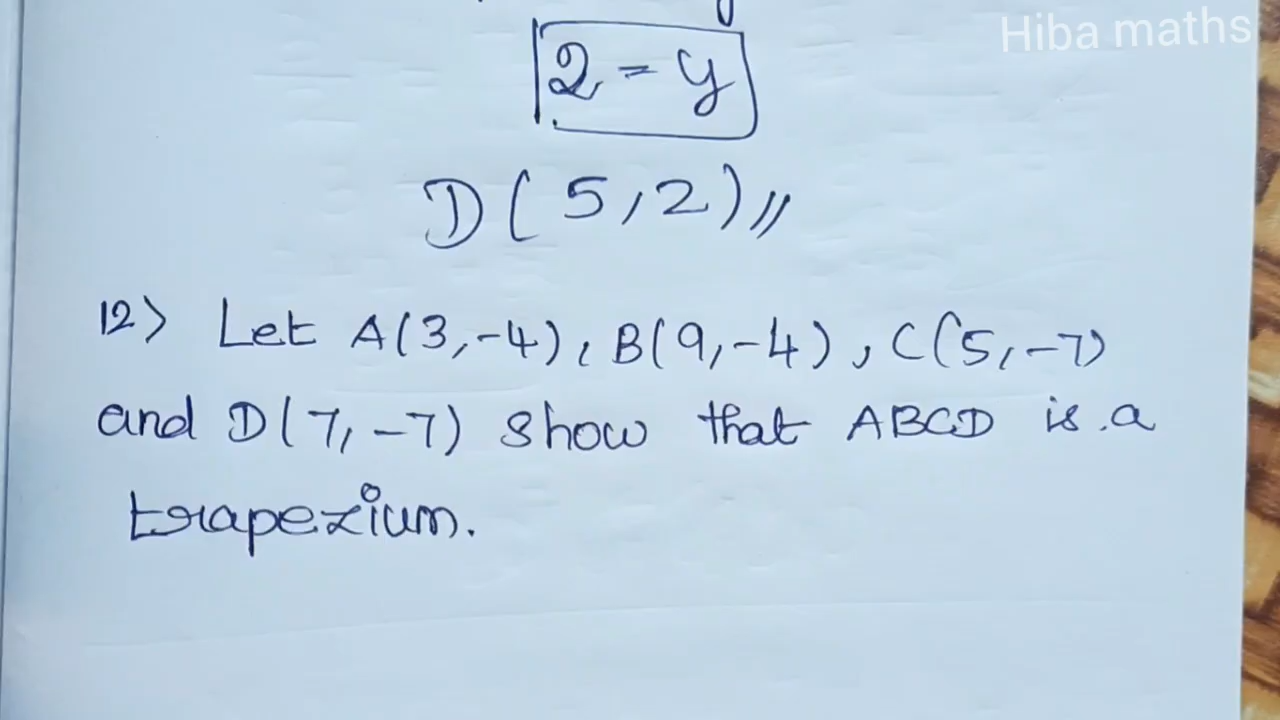 Hiba maths
2 = y
D(5,2)//
12> Let A(3,-4), B(9,-4), C(5,-7)
and D(7,-7) show that ABCD is a
trapezium.